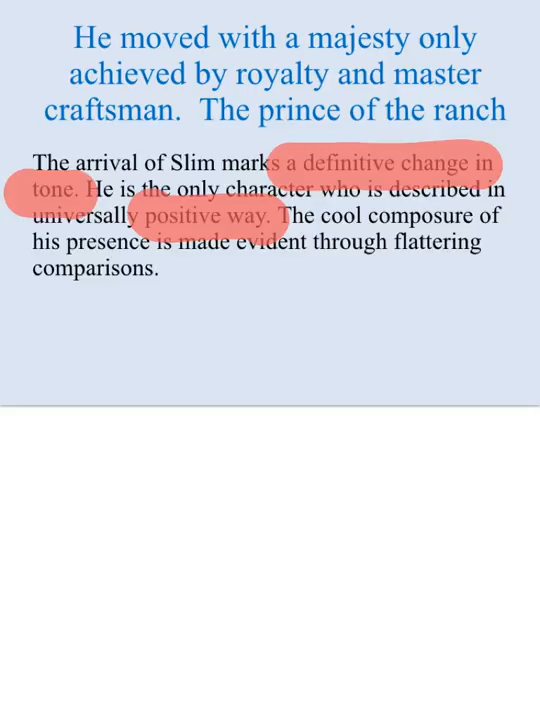 He moved with a majesty only
achieved by royalty and master
craftsman.  The prince of the ranch
The arrival of Slim marks a definitive change in
tone. He is the only character who is described in
universally positive way. The cool composure of
his presence is made evident through flattering
comparisons.